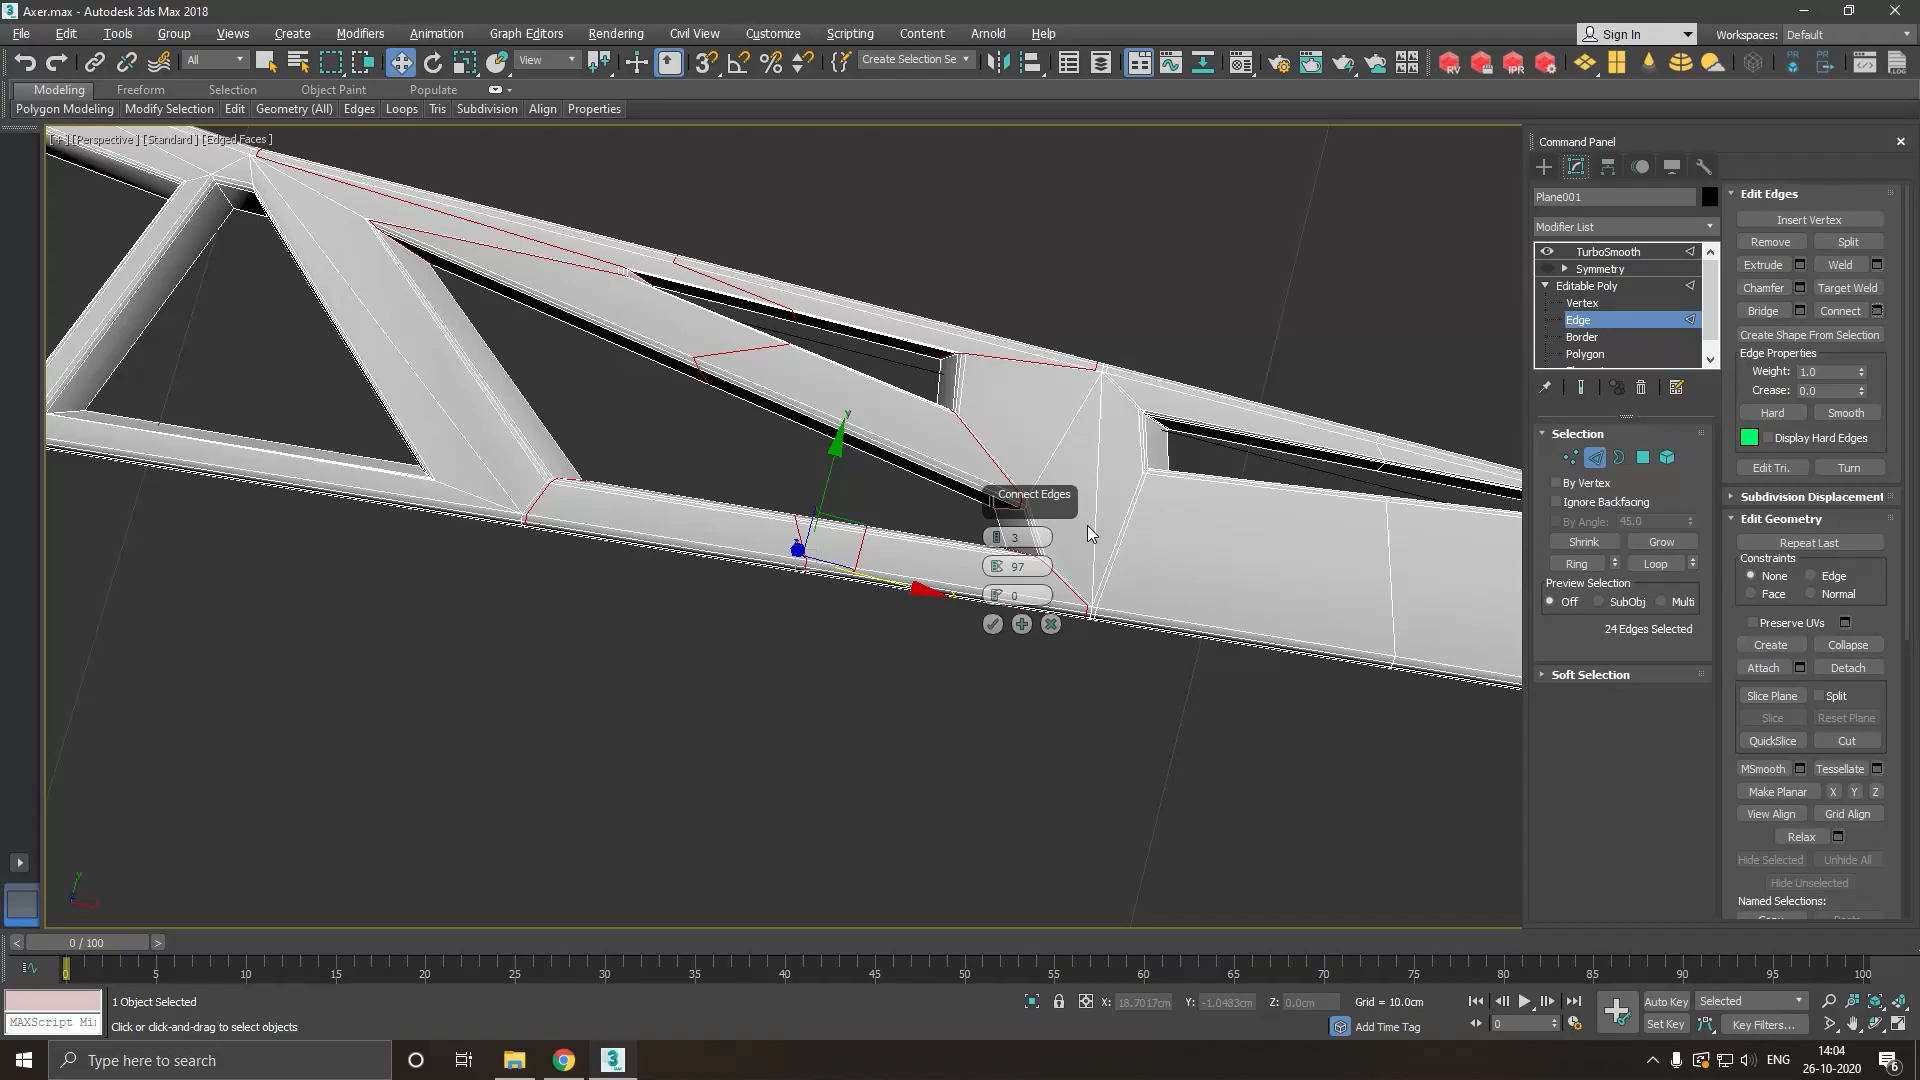 Axer.max - Autodesk 3ds Max 2018
File Edit Tools Group Views Create Modifiers Animation Graph Editors Rendering Civil View Customize Scripting Content Arnold Help
Sign In Workspaces: Default
All View Create Selection Se
Modeling Freeform Selection Object Paint Populate
Polygon Modeling Modify Selection Edit Geometry (All) Edges Loops Tris Subdivision Align Properties
[+] [Perspective] [Standard] [Edged Faces]
Command Panel
Plane001
Modifier List
TurboSmooth
Symmetry
Editable Poly
Vertex
Edge
Border
Polygon
Selection
By Vertex
Ignore Backfacing
By Angle: 45.0
Shrink Grow
Ring Loop
Preview Selection
Off SubObj Multi
24 Edges Selected
Soft Selection
Edit Edges
Insert Vertex
Remove Split
Extrude Weld
Chamfer Target Weld
Bridge Connect
Create Shape From Selection
Edge Properties
Weight: 1.0
Crease: 0.0
Hard Smooth
Display Hard Edges
Edit Tri. Turn
Subdivision Displacement
Edit Geometry
Repeat Last
Constraints
None Edge
Face Normal
Preserve UVs
Create Collapse
Attach Detach
Slice Plane Split
Slice Reset Plane
QuickSlice Cut
MSmooth Tessellate
Make Planar X Y Z
View Align Grid Align
Relax
Hide Selected Unhide All
Hide Unselected
Named Selections:
Connect Edges
3
97
0
y
0 / 100
0 5 10 15 20 25 30 35 40 45 50 55 60 65 70 75 80 85 90 95 100
1 Object Selected
X: 18.7017cm Y: -1.0483cm Z: 0.0cm Grid = 10.0cm
Auto Key Selected
MAXScript Mi
Click or click-and-drag to select objects
Add Time Tag
0
Set Key Key Filters...
Type here to search
ENG
14:04
26-10-2020
6